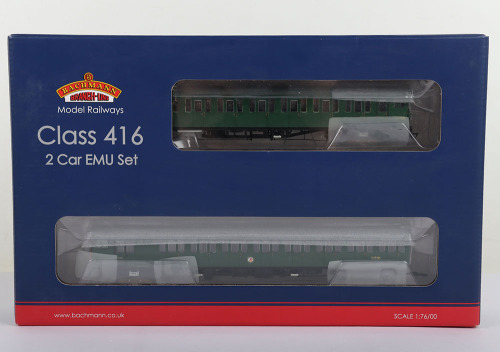 BACHMANN
BRANCH-LINE
Model Railways
Class 416
2 Car EMU Set
www.bachmann.co.uk
SCALE 1:76/00